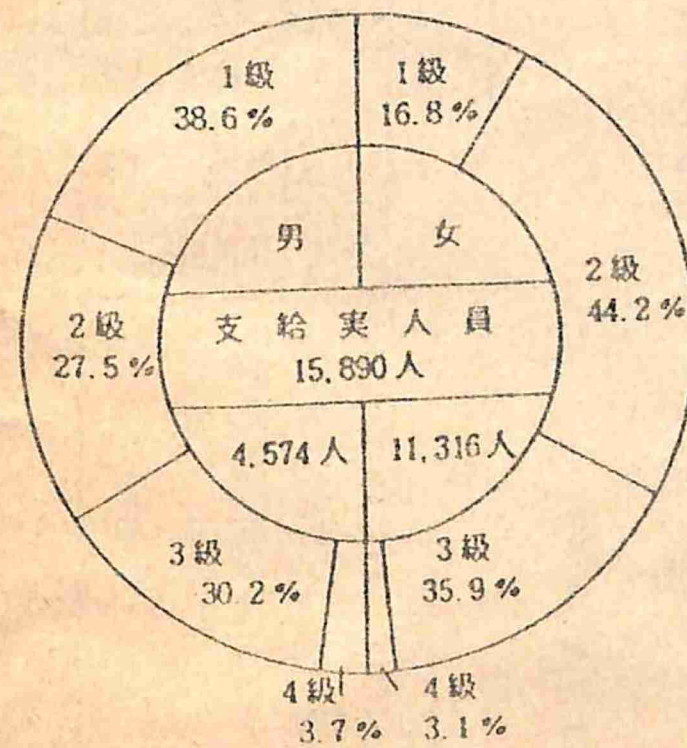 1級
38.6%
1級
16.8%
男
女
2級
44.2%
支給実人員
15,890人
2級
27.5%
4,574人
11,316人
3級
30.2%
3級
35.9%
4級
3.7%
4級
3.1%